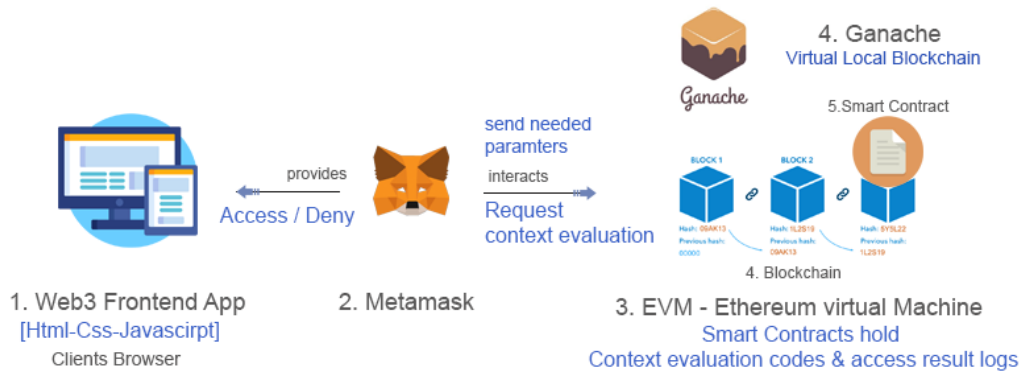 4. Ganache
Virtual Local Blockchain
Ganache
5.Smart Contract
send needed
paramters
provides
interacts
Access / Deny
Request
context evaluation
BLOCK 1
BLOCK 2
Hash: 09AK13
Previous hash:
00000
Hash: 1L2S19
Previous hash:
09AK13
Hash: 5Y5L22
Previous hash:
1L2S19
4. Blockchain
1. Web3 Frontend App
[Html-Css-Javascirpt]
Clients Browser
2. Metamask
3. EVM - Ethereum virtual Machine
Smart Contracts hold
Context evaluation codes & access result logs